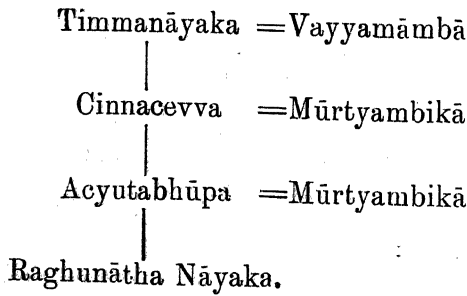 Timmanāyaka = Vayyamāmbā
Cinnacevva = Mūrtyambikā
Acyutabhūpa = Mūrtyambikā
Raghunātha Nāyaka.